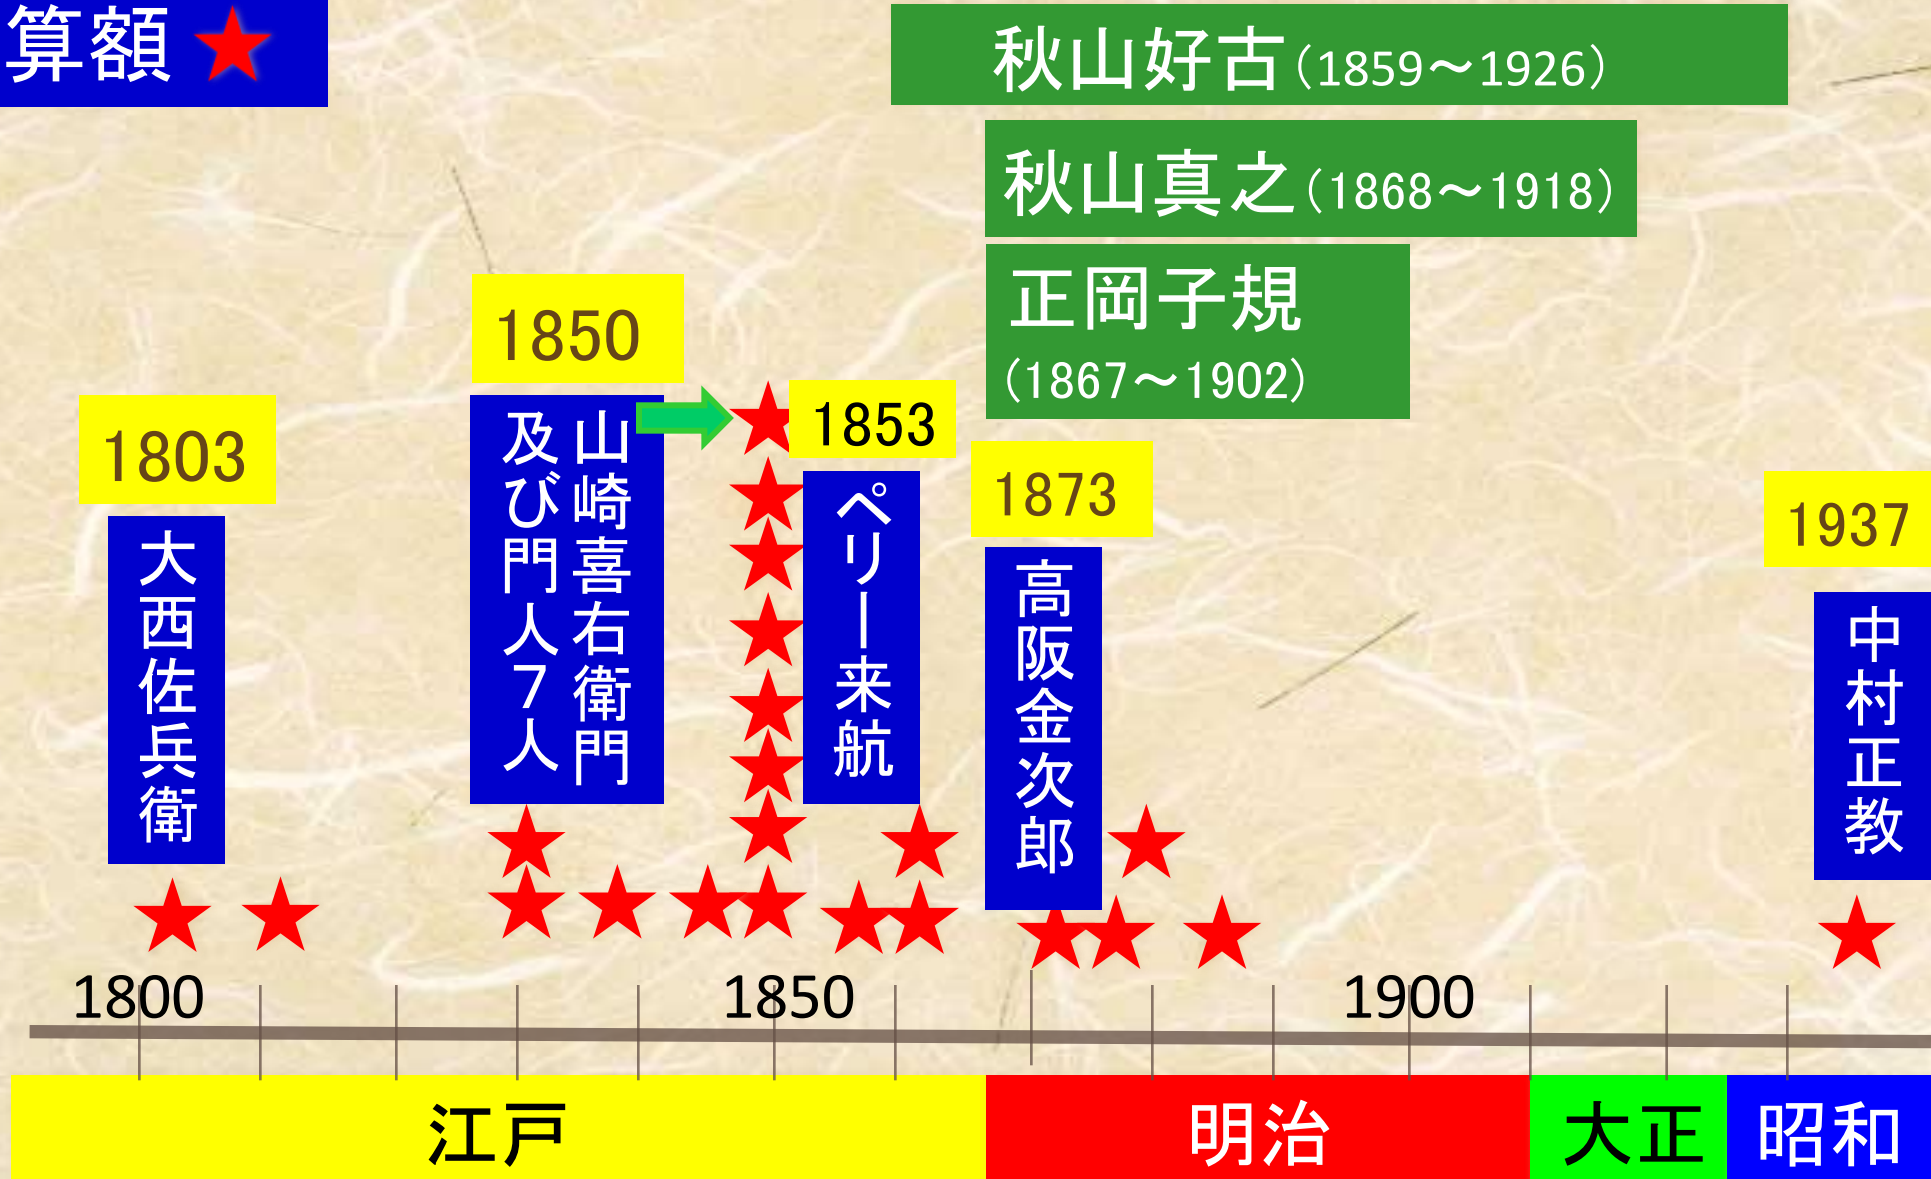 算額
秋山好古（1859～1926）
秋山真之（1868～1918）
正岡子規
（1867～1902）
1803
大西佐兵衛
1850
山崎喜右衛門
及び門人7人
1853
ペリー来航
1873
高阪金次郎
1937
中村正教
1800
1850
1900
江戸
明治
大正
昭和